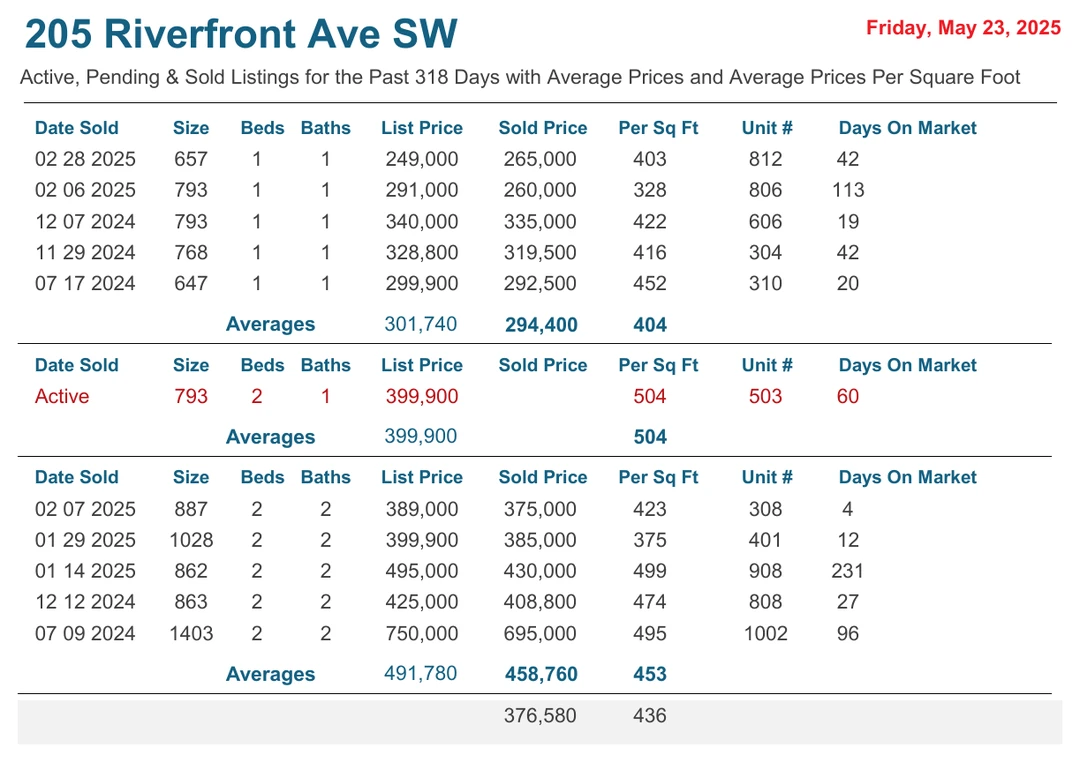 205 Riverfront Ave SW
Friday, May 23, 2025
Active, Pending & Sold Listings for the Past 318 Days with Average Prices and Average Prices Per Square Foot
Date Sold Size Beds Baths List Price Sold Price Per Sq Ft Unit # Days On Market
02 28 2025 657 1 1 249,000 265,000 403 812 42
02 06 2025 793 1 1 291,000 260,000 328 806 113
12 07 2024 793 1 1 340,000 335,000 422 606 19
11 29 2024 768 1 1 328,800 319,500 416 304 42
07 17 2024 647 1 1 299,900 292,500 452 310 20
Averages 301,740 294,400 404
Date Sold Size Beds Baths List Price Sold Price Per Sq Ft Unit # Days On Market
Active 793 2 1 399,900 504 503 60
Averages 399,900 504
Date Sold Size Beds Baths List Price Sold Price Per Sq Ft Unit # Days On Market
02 07 2025 887 2 2 389,000 375,000 423 308 4
01 29 2025 1028 2 2 399,900 385,000 375 401 12
01 14 2025 862 2 2 495,000 430,000 499 908 231
12 12 2024 863 2 2 425,000 408,800 474 808 27
07 09 2024 1403 2 2 750,000 695,000 495 1002 96
Averages 491,780 458,760 453
376,580 436